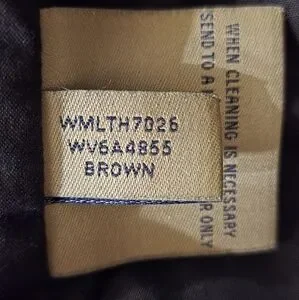 WMLTH7026
WV6A4855
BROWN
WHEN CLEANING IS NECESSARY
SEND TO A
R ONLY